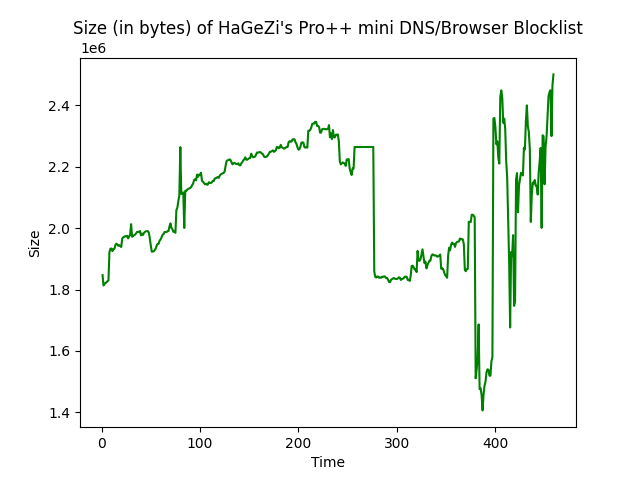 Size (in bytes) of HaGeZi's Pro++ mini DNS/Browser Blocklist
1e6
2.4
2.2
2.0
1.8
1.6
1.4
Size
0 100 200 300 400
Time